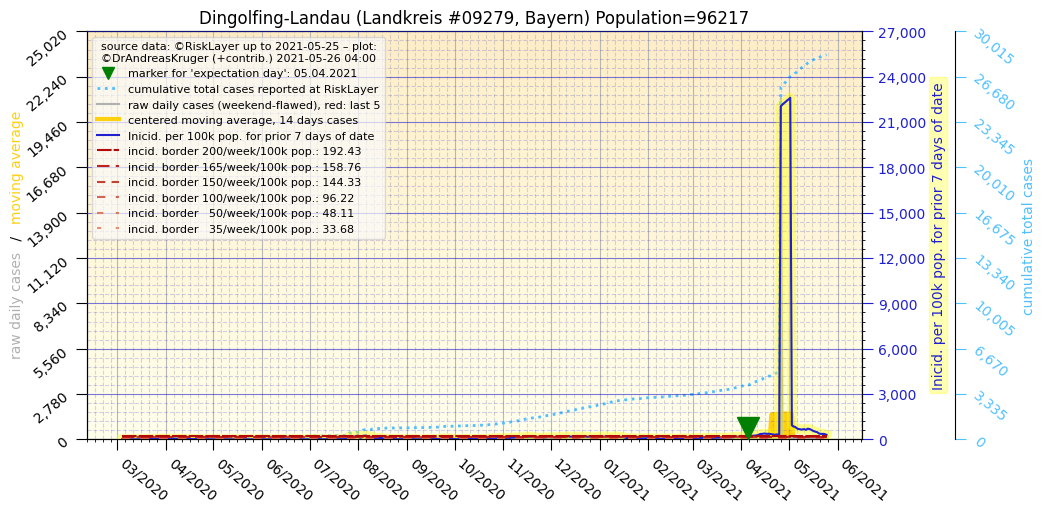 Dingolfing-Landau (Landkreis #09279, Bayern) Population=96217
source data: ©RiskLayer up to 2021-05-25 – plot:
©DrAndreasKruger (+contrib.) 2021-05-26 04:00
marker for 'expectation day': 05.04.2021
cumulative total cases reported at RiskLayer
raw daily cases (weekend-flawed), red: last 5
centered moving average, 14 days cases
Inicid. per 100k pop. for prior 7 days of date
incid. border 200/week/100k pop.: 192.43
incid. border 165/week/100k pop.: 158.76
incid. border 150/week/100k pop.: 144.33
incid. border 100/week/100k pop.: 96.22
incid. border 50/week/100k pop.: 48.11
incid. border 35/week/100k pop.: 33.68
raw daily cases / moving average
25,020
22,240
19,460
16,680
13,900
11,120
8,340
5,560
2,780
0
27,000
24,000
21,000
18,000
15,000
12,000
9,000
6,000
3,000
0
Inicid. per 100k pop. for prior 7 days of date
30,015
26,680
23,345
20,010
16,675
13,340
10,005
6,670
3,335
0
cumulative total cases
03/2020
04/2020
05/2020
06/2020
07/2020
08/2020
09/2020
10/2020
11/2020
12/2020
01/2021
02/2021
03/2021
04/2021
05/2021
06/2021